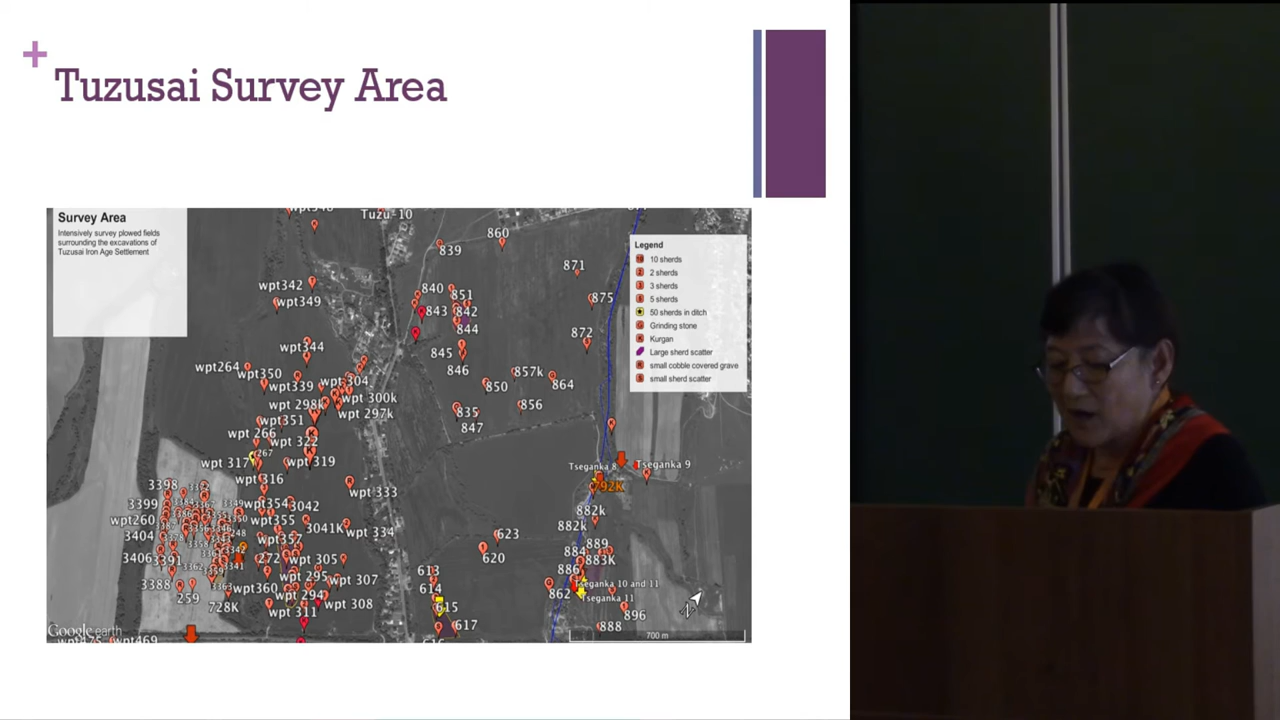 +
Tuzusai Survey Area
Survey Area
Intensively survey plowed fields
surrounding the excavations of
Tuzusai Iron Age Settlement
Tuzu-10
860
839
871
wpt342
840
851
875
wpt349
843
842
844
872
wpt344
845
wpt264
wpt350
846
857k
864
wpt339
wpt 304
850
wpt 300k
wpt 298k
856
wpt 297k
835
wpt351
847
wpt 266
wpt 322
267
wpt 317
wpt 319
Tseganka 8
Tseganka 9
wpt 316
792K
3398
wpt 333
3399
wpt354
3042
882k
wpt260
wpt355
3041K
wpt 334
882k
623
3404
wpt357
889
620
884
883K
3406
3391
272
wpt 305
613
886
3388
wpt 295
wpt 307
614
Tseganka 10 and 11
wpt360
wpt 294
862
259
Tseganka 11
728K
wpt 308
615
wpt 311
896
617
888
616
wpt469
Google earth
700 m
N
Legend
10 sherds
2 sherds
3 sherds
5 sherds
50 sherds in ditch
Grinding stone
Kurgan
Large sherd scatter
small cobble covered grave
small sherd scatter